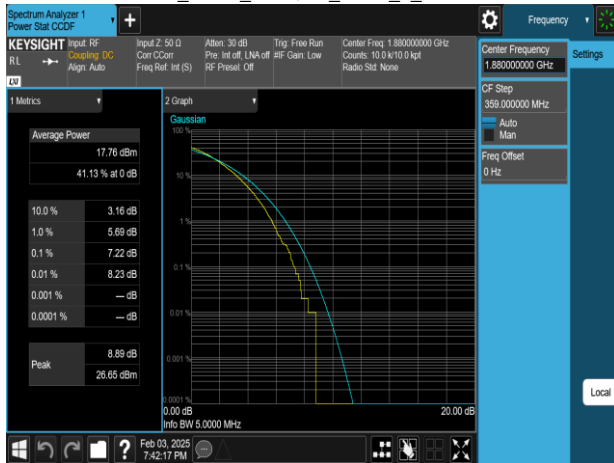 Spectrum Analyzer 1
Power Stat CCDF
Frequency
KEYSIGHT
RL
LXI
Input: RF
Coupling: DC
Align: Auto
Input Z: 50 Ω
Corr CCorr
Freq Ref: Int (S)
Atten: 30 dB
Pre: Int off, LNA off
RF Preset: Off
Trig: Free Run
#IF Gain: Low
Center Freq: 1.880000000 GHz
Counts: 10.0 k/10.0 kpt
Radio Std: None
Center Frequency
1.880000000 GHz
Settings
CF Step
359.000000 MHz
Auto
Man
Freq Offset
0 Hz
Local
1 Metrics
Average Power
17.76 dBm
41.13 % at 0 dB
10.0 % 3.16 dB
1.0 % 5.69 dB
0.1 % 7.22 dB
0.01 % 8.23 dB
0.001 % --- dB
0.0001 % --- dB
Peak
8.89 dB
26.65 dBm
2 Graph
Gaussian
100 %
10 %
1 %
0.1 %
0.01 %
0.001 %
0.0001 %
0.00 dB 20.00 dB
Info BW 5.0000 MHz
?
Feb 03, 2025
7:42:17 PM